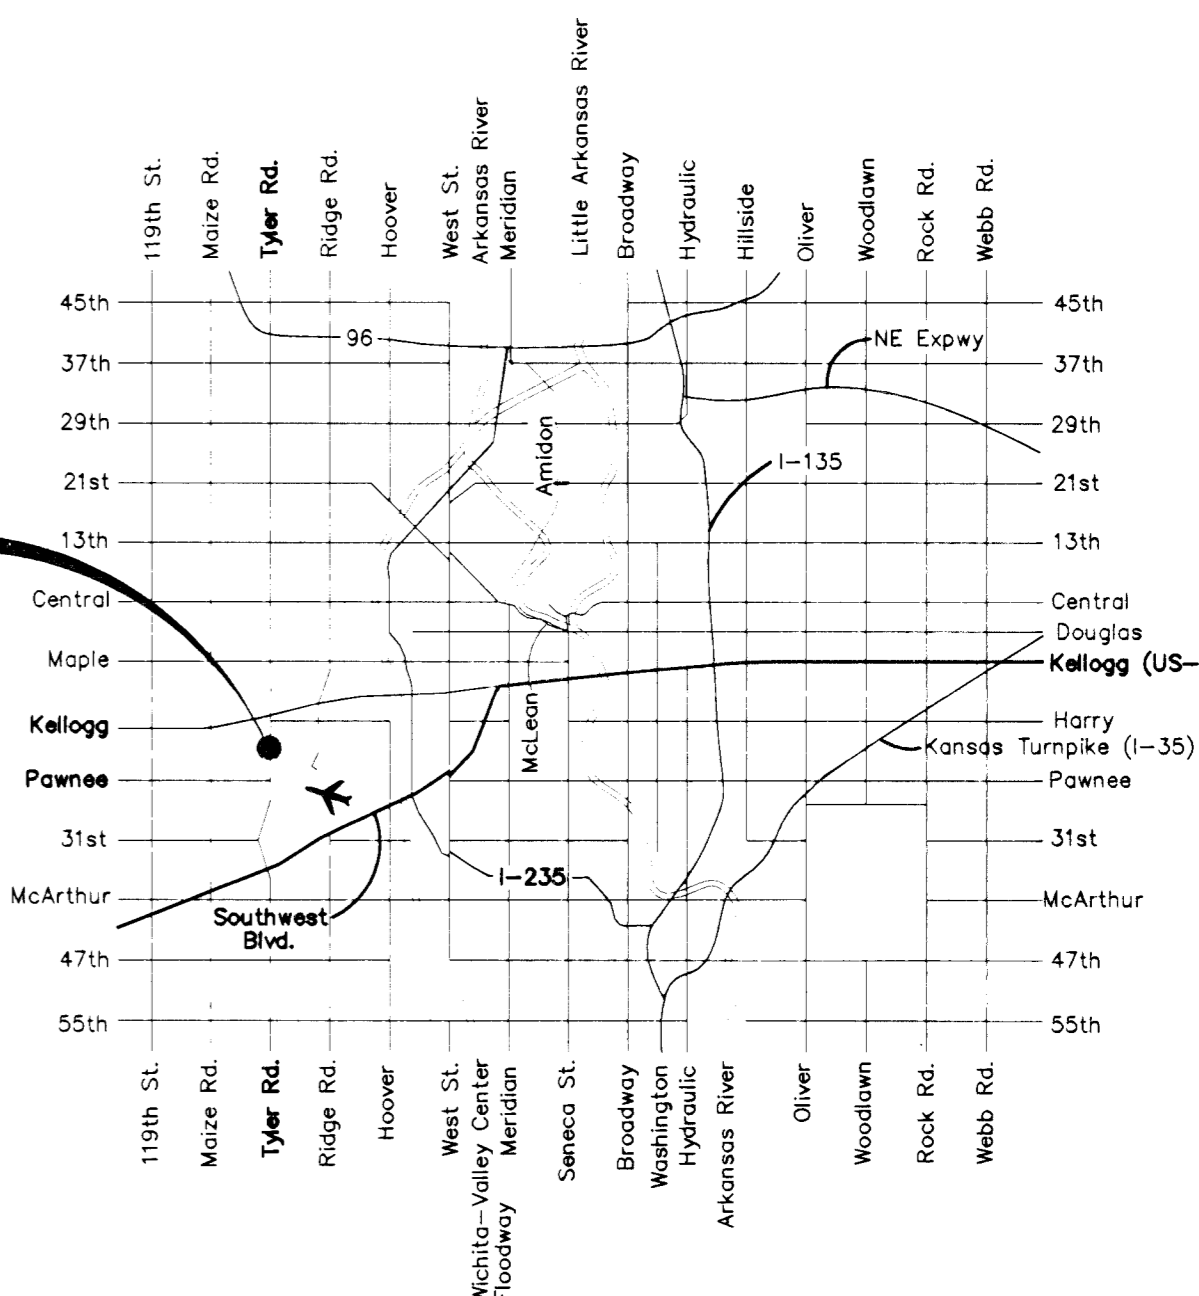 119th St.
Maize Rd.
Tyler Rd.
Ridge Rd.
Hoover
West St.
Arkansas River
Meridian
Little Arkansas River
Broadway
Hydraulic
Hillside
Oliver
Woodlawn
Rock Rd.
Webb Rd.
45th
45th
96
NE Expwy
37th
37th
29th
29th
Amidon
I-135
21st
21st
13th
13th
Central
Central
Douglas
Maple
Kellogg (US-
Kellogg
McLean
Harry
Kansas Turnpike (I-35)
Pawnee
Pawnee
31st
31st
I-235
McArthur
McArthur
Southwest
Blvd.
47th
47th
55th
55th
119th St.
Maize Rd.
Tyler Rd.
Ridge Rd.
Hoover
West St.
Wichita-Valley Center
Floodway
Meridian
Seneca St.
Broadway
Washington
Hydraulic
Arkansas River
Oliver
Woodlawn
Rock Rd.
Webb Rd.